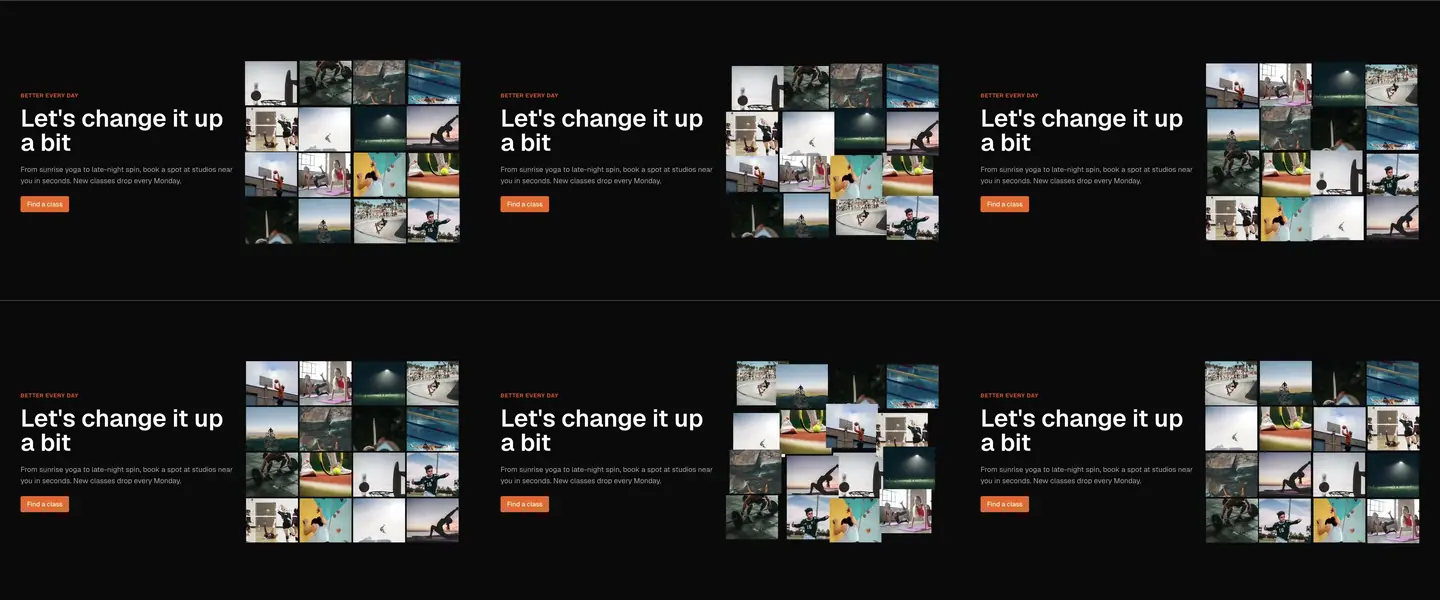 BETTER EVERY DAY
Let's change it up
a bit
From sunrise yoga to late-night spin, book a spot at studios near
you in seconds. New classes drop every Monday.
Find a class
BETTER EVERY DAY
Let's change it up
a bit
From sunrise yoga to late-night spin, book a spot at studios near
you in seconds. New classes drop every Monday.
Find a class
BETTER EVERY DAY
Let's change it up
a bit
From sunrise yoga to late-night spin, book a spot at studios near
you in seconds. New classes drop every Monday.
Find a class
BETTER EVERY DAY
Let's change it up
a bit
From sunrise yoga to late-night spin, book a spot at studios near
you in seconds. New classes drop every Monday.
Find a class
BETTER EVERY DAY
Let's change it up
a bit
From sunrise yoga to late-night spin, book a spot at studios near
you in seconds. New classes drop every Monday.
Find a class
BETTER EVERY DAY
Let's change it up
a bit
From sunrise yoga to late-night spin, book a spot at studios near
you in seconds. New classes drop every Monday.
Find a class